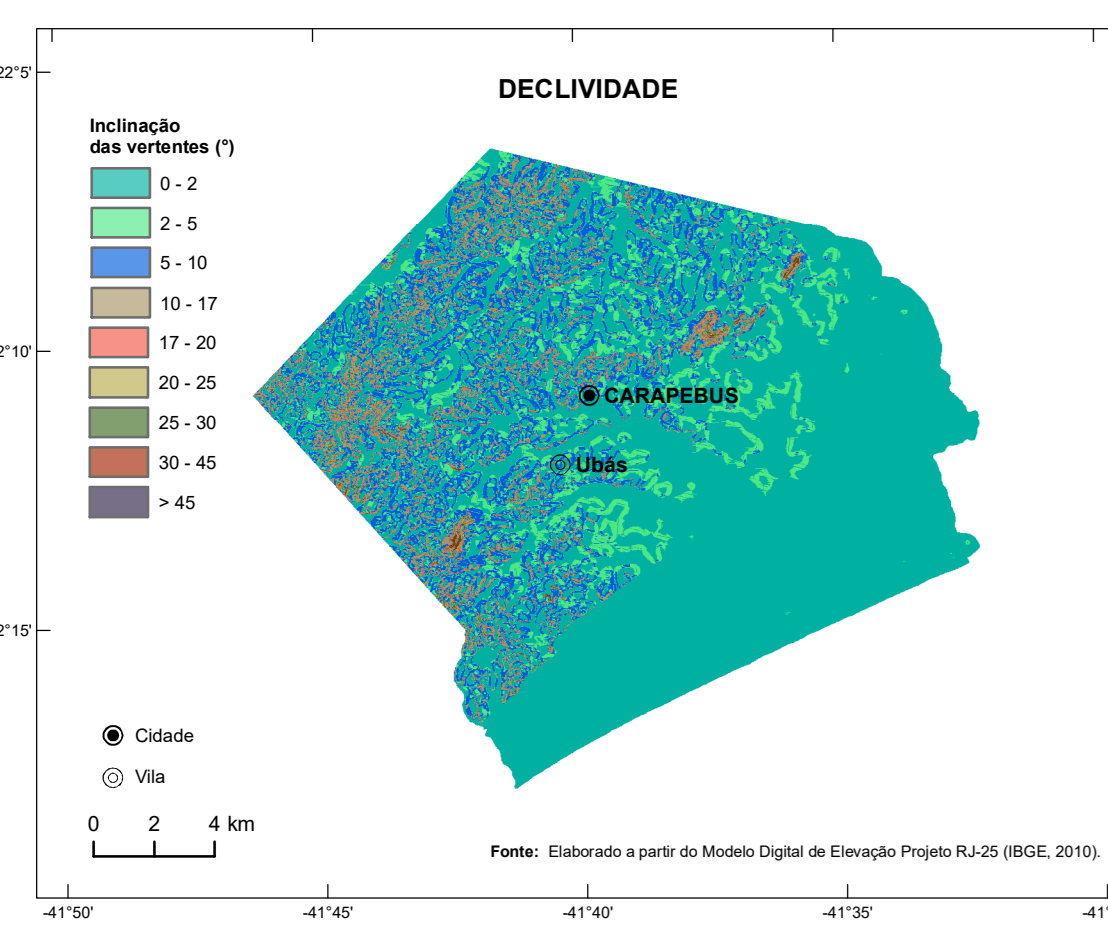 DECLIVIDADE
22°5'
Inclinação
das vertentes (°)
0 - 2
2 - 5
5 - 10
10 - 17
17 - 20
20 - 25
25 - 30
30 - 45
> 45
2°10'
CARAPEBUS
Ubás
2°15'
Cidade
Vila
0 2 4 km
Fonte: Elaborado a partir do Modelo Digital de Elevação Projeto RJ-25 (IBGE, 2010).
-41°50' -41°45' -41°40' -41°35' -41°